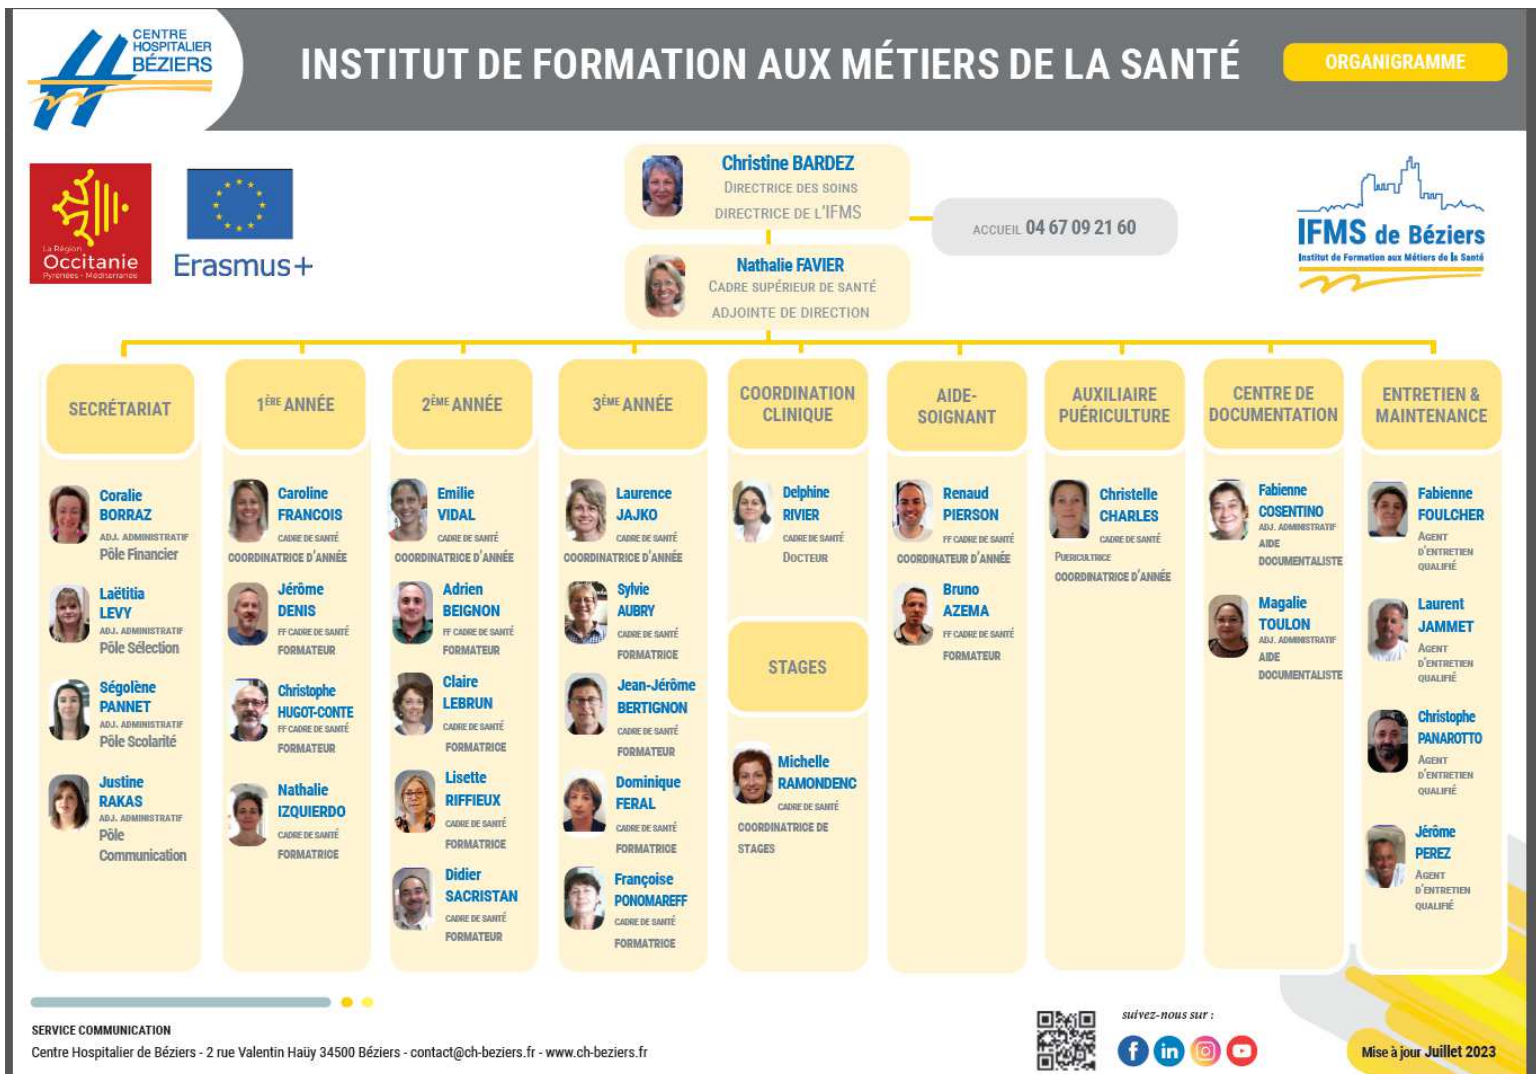 CENTRE
HOSPITALIER
BÉZIERS
INSTITUT DE FORMATION AUX MÉTIERS DE LA SANTÉ
ORGANIGRAMME
La Région
Occitanie
Pyrénées - Méditerranée
Erasmus+
Christine BARDEZ
DIRECTRICE DES SOINS
DIRECTRICE DE L'IFMS
ACCUEIL 04 67 09 21 60
Nathalie FAVIER
CADRE SUPÉRIEUR DE SANTÉ
ADJOINTE DE DIRECTION
IFMS de Béziers
Institut de Formation aux Métiers de la Santé
SECRÉTARIAT
Coralie
BORRAZ
ADJ. ADMINISTRATIF
Pôle Financier
Laëtitia
LEVY
ADJ. ADMINISTRATIF
Pôle Sélection
Ségolène
PANNET
ADJ. ADMINISTRATIF
Pôle Scolarité
Justine
RAKAS
ADJ. ADMINISTRATIF
Pôle
Communication
1ÈRE ANNÉE
Caroline
FRANCOIS
CADRE DE SANTÉ
COORDINATRICE D'ANNÉE
Jérôme
DENIS
FF CADRE DE SANTÉ
FORMATEUR
Christophe
HUGOT-CONTE
FF CADRE DE SANTÉ
FORMATEUR
Nathalie
IZQUIERDO
CADRE DE SANTÉ
FORMATRICE
2ÈME ANNÉE
Emilie
VIDAL
CADRE DE SANTÉ
COORDINATRICE D'ANNÉE
Adrien
BEIGNON
FF CADRE DE SANTÉ
FORMATEUR
Claire
LEBRUN
CADRE DE SANTÉ
FORMATRICE
Lisette
RIFFIEUX
CADRE DE SANTÉ
FORMATRICE
Didier
SACRISTAN
CADRE DE SANTÉ
FORMATEUR
3ÈME ANNÉE
Laurence
JAJKO
CADRE DE SANTÉ
COORDINATRICE D'ANNÉE
Sylvie
AUBRY
CADRE DE SANTÉ
FORMATRICE
Jean-Jérôme
BERTIGNON
CADRE DE SANTÉ
FORMATEUR
Dominique
FERAL
CADRE DE SANTÉ
FORMATRICE
Françoise
PONOMAREFF
CADRE DE SANTÉ
FORMATRICE
COORDINATION
CLINIQUE
Delphine
RIVIER
CADRE DE SANTÉ
DOCTEUR
STAGES
Michelle
RAMONDENC
CADRE DE SANTÉ
COORDINATRICE DE
STAGES
AIDE-
SOIGNANT
Renaud
PIERSON
FF CADRE DE SANTÉ
COORDINATEUR D'ANNÉE
Bruno
AZEMA
FF CADRE DE SANTÉ
FORMATEUR
AUXILIAIRE
PUÉRICULTURE
Christelle
CHARLES
CADRE DE SANTÉ
PUERICULTRICE
COORDINATRICE D'ANNÉE
CENTRE DE
DOCUMENTATION
Fabienne
COSENTINO
ADJ. ADMINISTRATIF
AIDE
DOCUMENTALISTE
Magalie
TOULON
ADJ. ADMINISTRATIF
AIDE
DOCUMENTALISTE
ENTRETIEN &
MAINTENANCE
Fabienne
FOULCHER
AGENT
D'ENTRETIEN
QUALIFIÉ
Laurent
JAMMET
AGENT
D'ENTRETIEN
QUALIFIÉ
Christophe
PANAROTTO
AGENT
D'ENTRETIEN
QUALIFIÉ
Jérôme
PEREZ
AGENT
D'ENTRETIEN
QUALIFIÉ
SERVICE COMMUNICATION
Centre Hospitalier de Béziers - 2 rue Valentin Haüy 34500 Béziers - contact@ch-beziers.fr - www.ch-beziers.fr
suivez-nous sur :
Mise à jour Juillet 2023